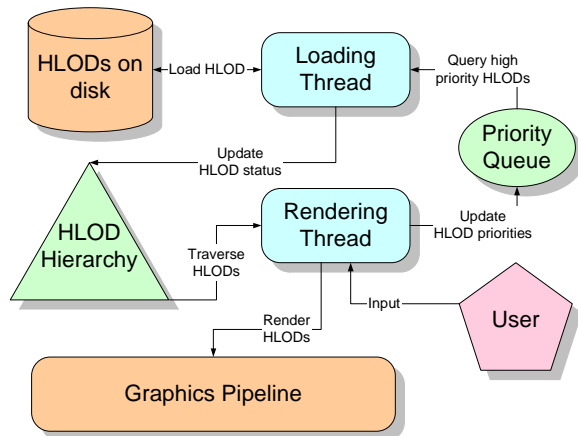 HLODs on
disk
Load HLOD
Loading
Thread
Query high
priority HLODs
Priority
Queue
Update
HLOD status
HLOD
Hierarchy
Traverse
HLODs
Rendering
Thread
Update
HLOD priorities
Input
User
Render
HLODs
Graphics Pipeline